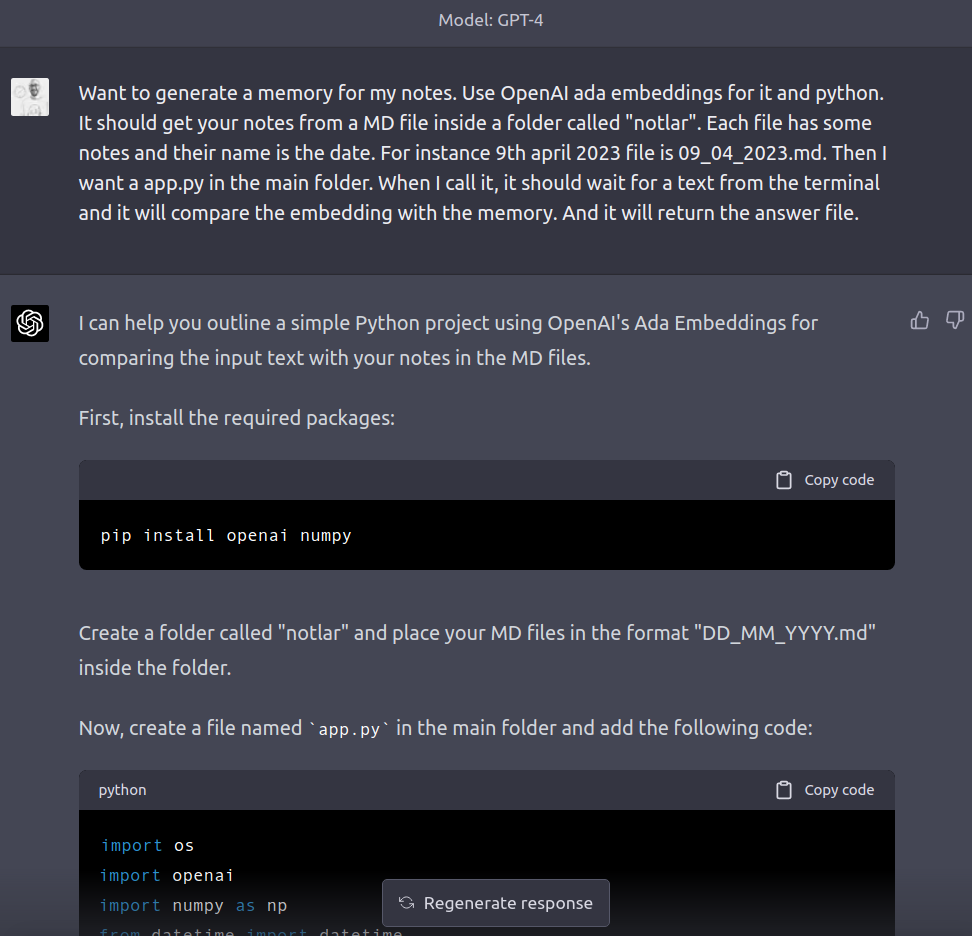 Model: GPT-4
Want to generate a memory for my notes. Use OpenAI ada embeddings for it and python.
It should get your notes from a MD file inside a folder called "notlar". Each file has some
notes and their name is the date. For instance 9th april 2023 file is 09_04_2023.md. Then I
want a app.py in the main folder. When I call it, it should wait for a text from the terminal
and it will compare the embedding with the memory. And it will return the answer file.
I can help you outline a simple Python project using OpenAI's Ada Embeddings for
comparing the input text with your notes in the MD files.
First, install the required packages:
Copy code
pip install openai numpy
Create a folder called "notlar" and place your MD files in the format "DD_MM_YYYY.md"
inside the folder.
Now, create a file named `app.py` in the main folder and add the following code:
python
Copy code
import os
import openai
import numpy as np
Regenerate response
from datetime import datetime